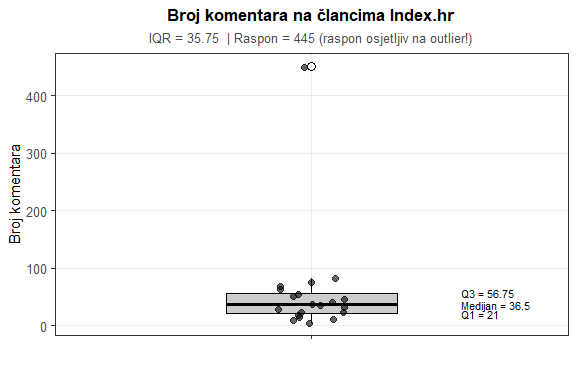 Broj komentara na člancima Index.hr
IQR = 35.75 | Raspon = 445 (raspon osjetljiv na outlier!)
Broj komentara
400
300
200
100
0
Q3 = 56.75
Medijan = 36.5
Q1 = 21